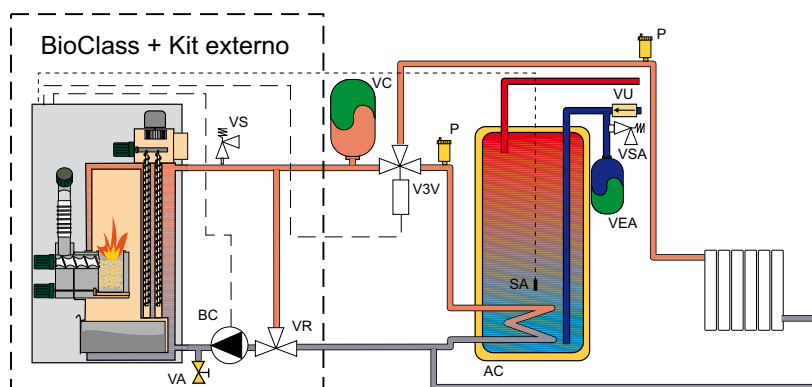 BioClass + Kit externo
P
VC
VS
VU
VSA
P
V3V
VEA
SA
BC
VR
VA
AC